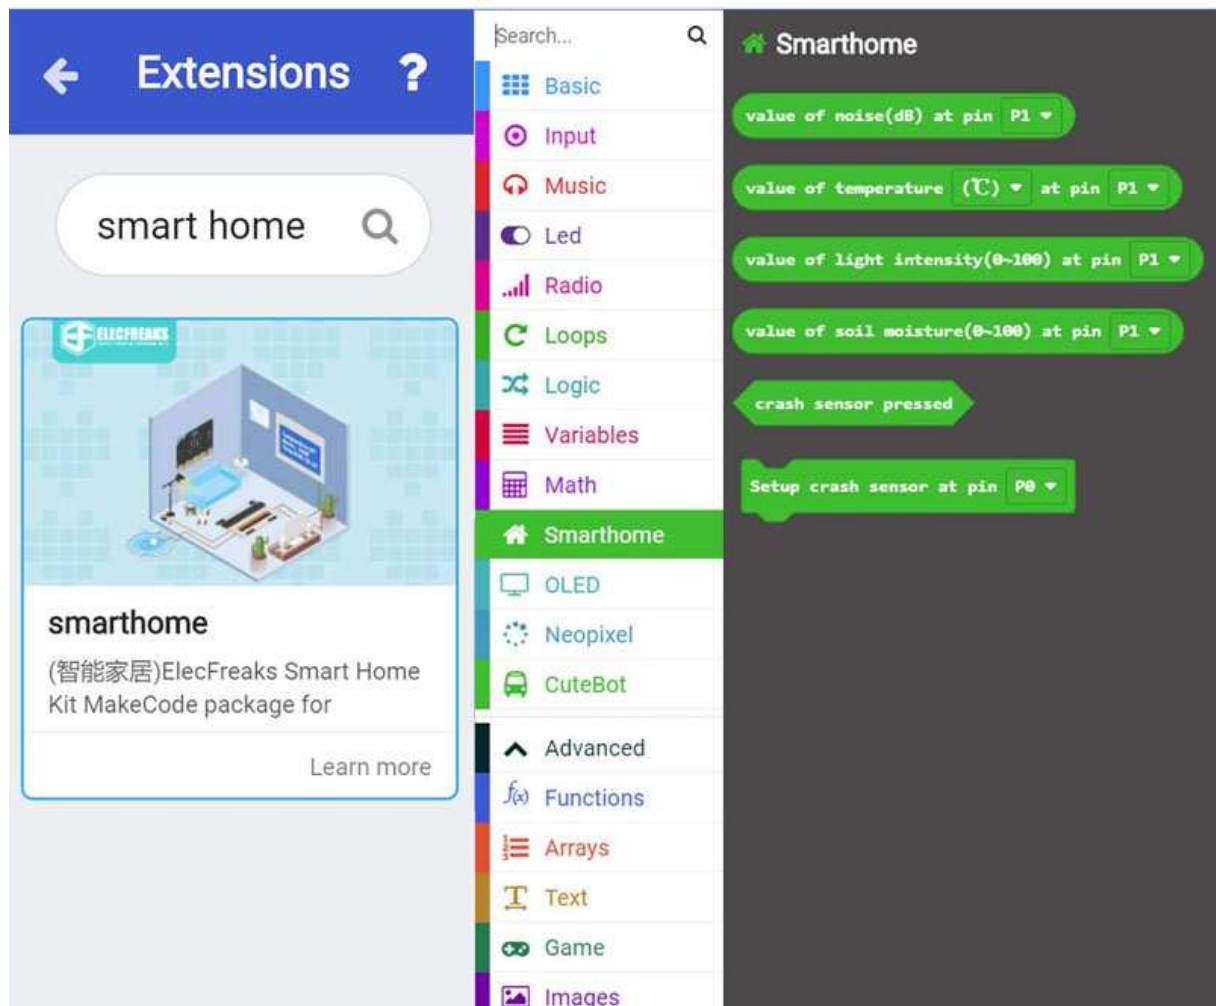 Extensions ?
smart home
ELECFREAKS
smarthome
(智能家居)ElecFreaks Smart Home
Kit MakeCode package for
Learn more
Search...
Basic
Input
Music
Led
Radio
Loops
Logic
Variables
Math
Smarthome
OLED
Neopixel
CuteBot
Advanced
f(x) Functions
Arrays
Text
Game
Images
Smarthome
value of noise(dB) at pin P1
value of temperature (℃) at pin P1
value of light intensity(0~100) at pin P1
value of soil moisture(0~100) at pin P1
crash sensor pressed
Setup crash sensor at pin P0